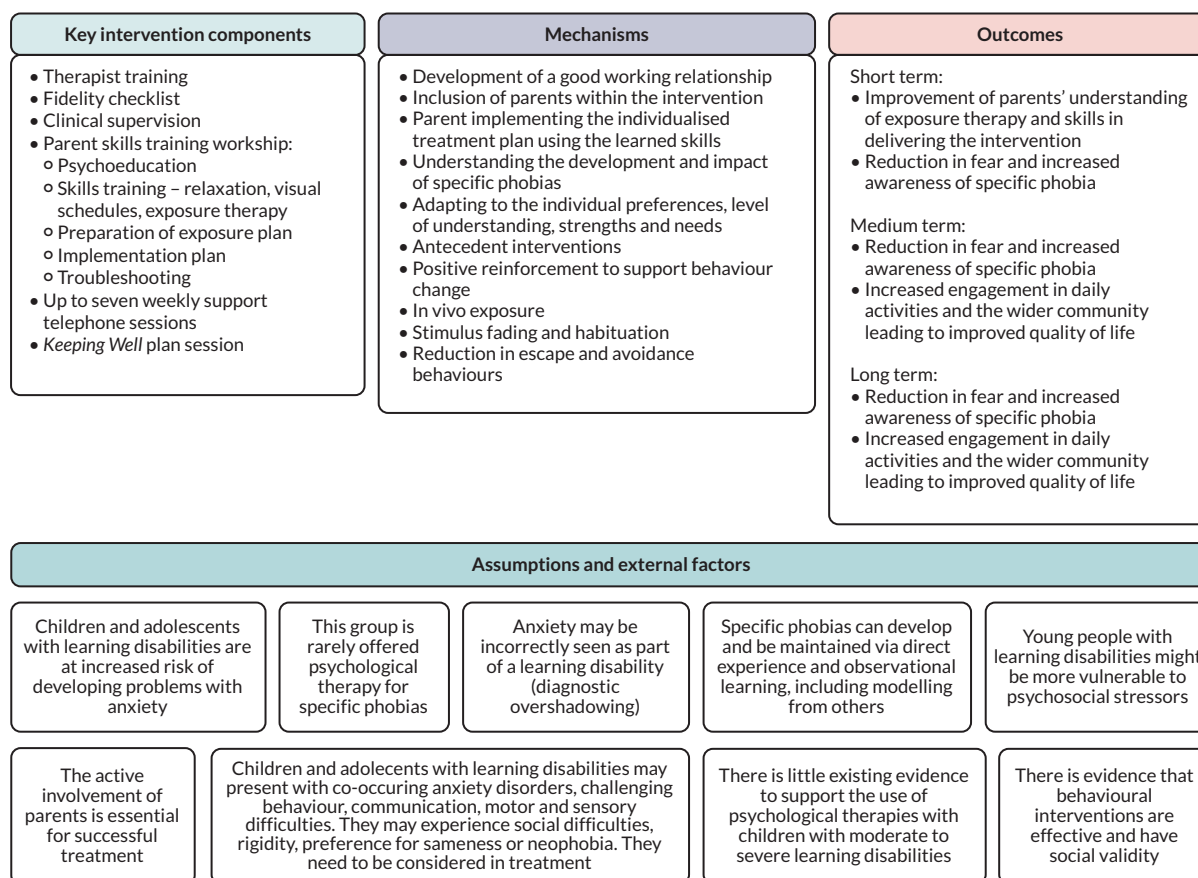 Key intervention components
• Therapist training
• Fidelity checklist
• Clinical supervision
• Parent skills training workship:
Psychoeducation
Skills training – relaxation, visual
schedules, exposure therapy
Preparation of exposure plan
Implementation plan
Troubleshooting
• Up to seven weekly support
telephone sessions
• Keeping Well plan session
Mechanisms
• Development of a good working relationship
• Inclusion of parents within the intervention
• Parent implementing the individualised
treatment plan using the learned skills
• Understanding the development and impact
of specific phobias
• Adapting to the individual preferences, level
of understanding, strengths and needs
• Antecedent interventions
• Positive reinforcement to support behaviour
change
• In vivo exposure
• Stimulus fading and habituation
• Reduction in escape and avoidance
behaviours
Outcomes
Short term:
• Improvement of parents’ understanding
of exposure therapy and skills in
delivering the intervention
• Reduction in fear and increased
awareness of specific phobia
Medium term:
• Reduction in fear and increased
awareness of specific phobia
• Increased engagement in daily
activities and the wider community
leading to improved quality of life
Long term:
• Reduction in fear and increased
awareness of specific phobia
• Increased engagement in daily
activities and the wider community
leading to improved quality of life
Assumptions and external factors
Children and adolescents
with learning disabilities are
at increased risk of
developing problems with
anxiety
This group is
rarely offered
psychological
therapy for
specific phobias
Anxiety may be
incorrectly seen as part
of a learning disability
(diagnostic
overshadowing)
Specific phobias can develop
and be maintained via direct
experience and observational
learning, including modelling
from others
Young people with
learning disabilities might
be more vulnerable to
psychosocial stressors
The active
involvement of
parents is essential
for successful
treatment
Children and adolecents with learning disabilities may
present with co-occuring anxiety disorders, challenging
behaviour, communication, motor and sensory
difficulties. They may experience social difficulties,
rigidity, preference for sameness or neophobia. They
need to be considered in treatment
There is little existing evidence
to support the use of
psychological therapies with
children with moderate to
severe learning disabilities
There is evidence that
behavioural
interventions are
effective and have
social validity